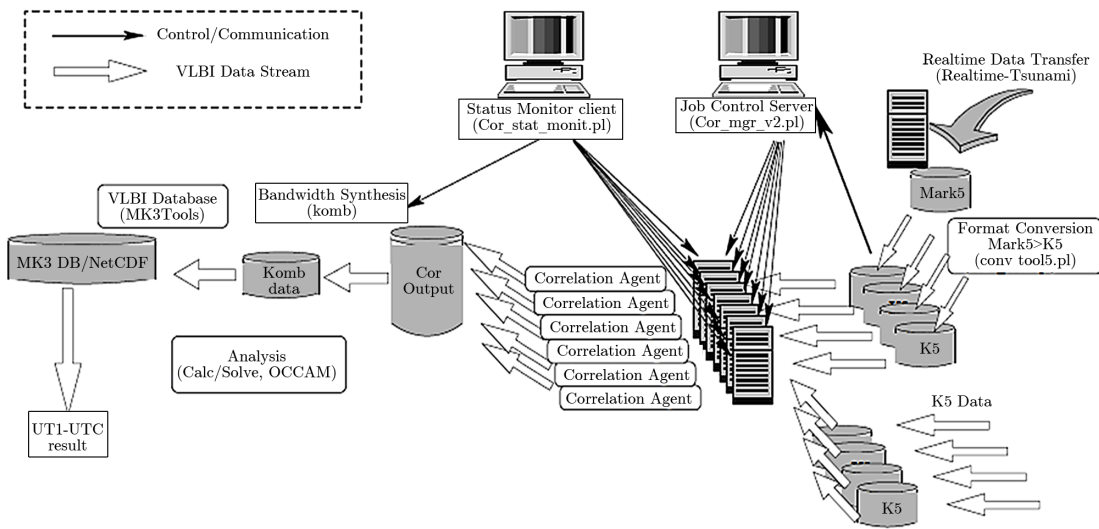 Control/Communication
VLBI Data Stream
Status Monitor client
(Cor_stat_monit.pl)
Job Control Server
(Cor_mgr_v2.pl)
Realtime Data Transfer
(Realtime-Tsunami)
Mark5
VLBI Database
(MK3Tools)
Bandwidth Synthesis
(komb)
Format Conversion
Mark5>K5
(conv tool5.pl)
MK3 DB/NetCDF
Komb
data
Cor
Output
Correlation Agent
Correlation Agent
Correlation Agent
Correlation Agent
Correlation Agent
Correlation Agent
K5
Analysis
(Calc/Solve, OCCAM)
UT1-UTC
result
K5 Data
K5